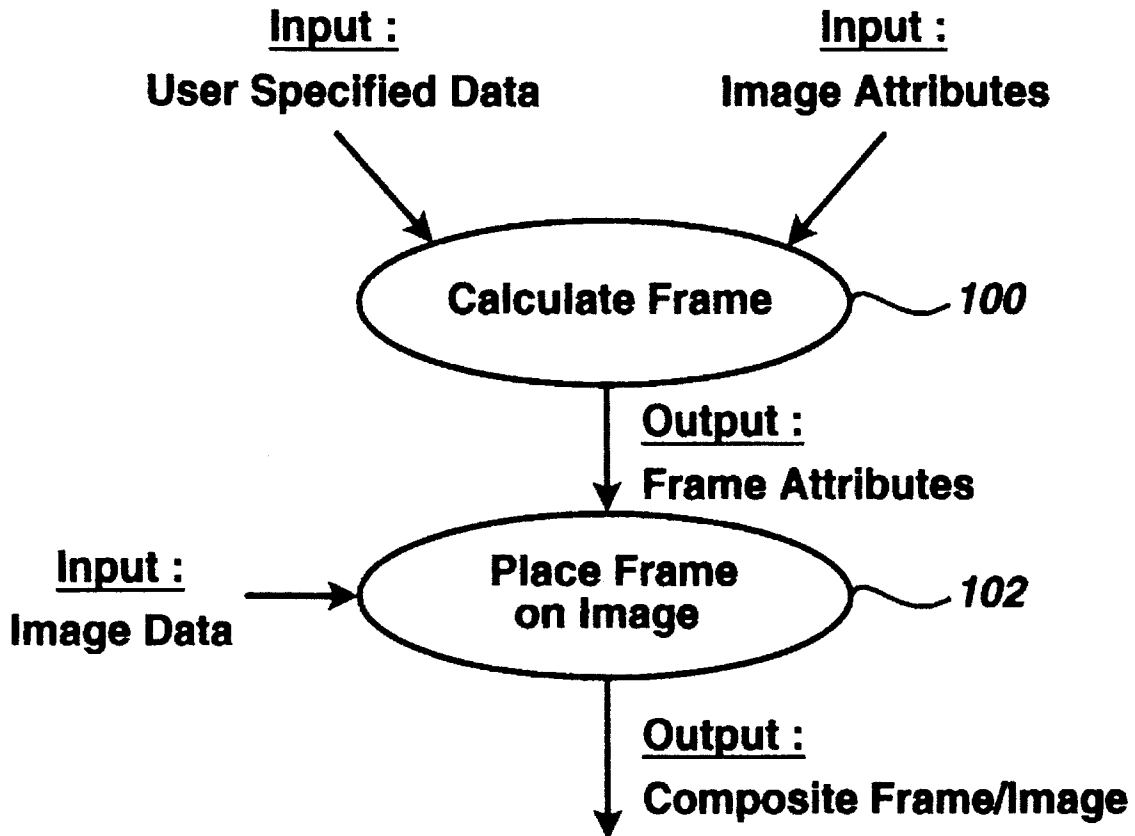 Input :
User Specified Data
Input :
Image Attributes
Calculate Frame
100
Output :
Frame Attributes
Input :
Image Data
Place Frame
on Image
102
Output :
Composite Frame/Image